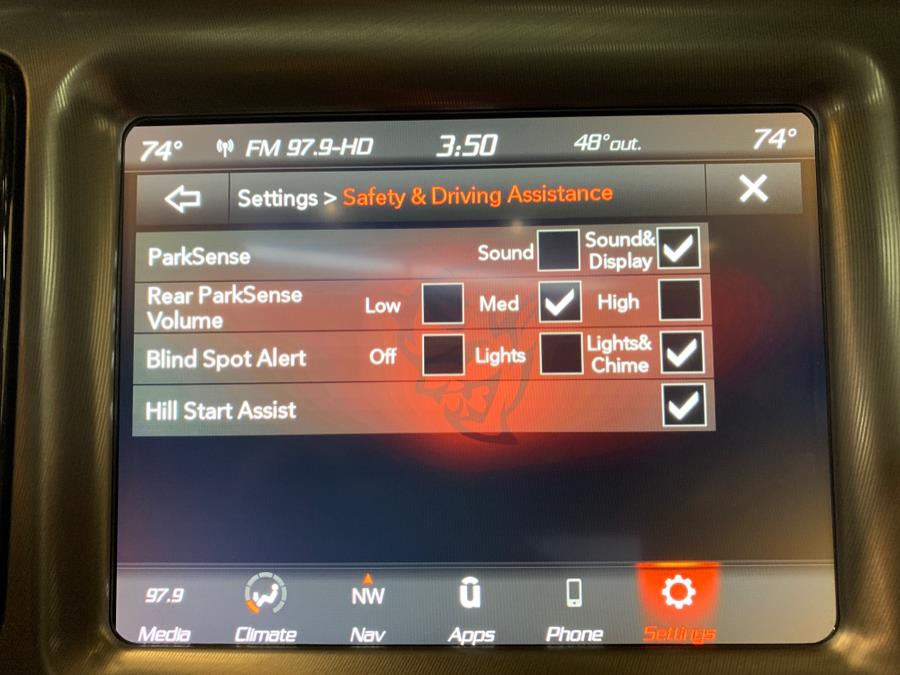 74° FM 97.9-HD 3:50 48°out. 74°
Settings > Safety & Driving Assistance
ParkSense Sound Sound&
Display
Rear ParkSense
Volume Low Med High
Blind Spot Alert Off Lights Lights&
Chime
Hill Start Assist
97.9 NW ū
Media Climate Nav Apps Phone Settings